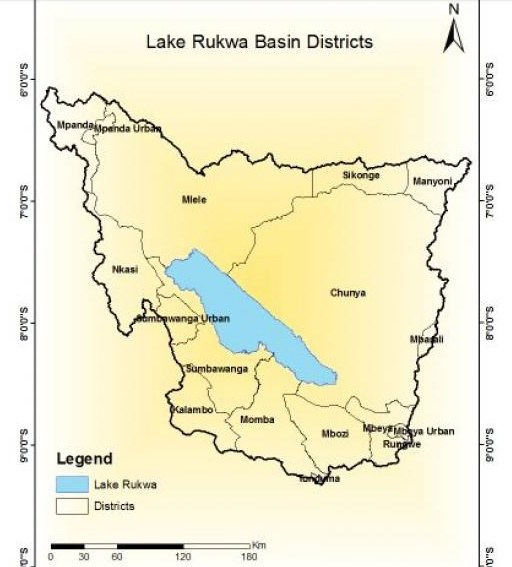 N
Lake Rukwa Basin Districts
6°0'0"S
6°0'0"S
Mpanda
Mpanda Urban
Sikonge
Manyoni
7°0'0"S
7°0'0"S
Mlele
Nkasi
Chunya
Sumbawanga Urban
8°0'0"S
8°0'0"S
Mbarali
Sumbawanga
Kalambo
Momba
Mbozi
Mbeya
Mbeya Urban
Rungwe
9°0'0"S
9°0'0"S
Tunduma
Legend
Lake Rukwa
Districts
Km
0 30 60 120 180